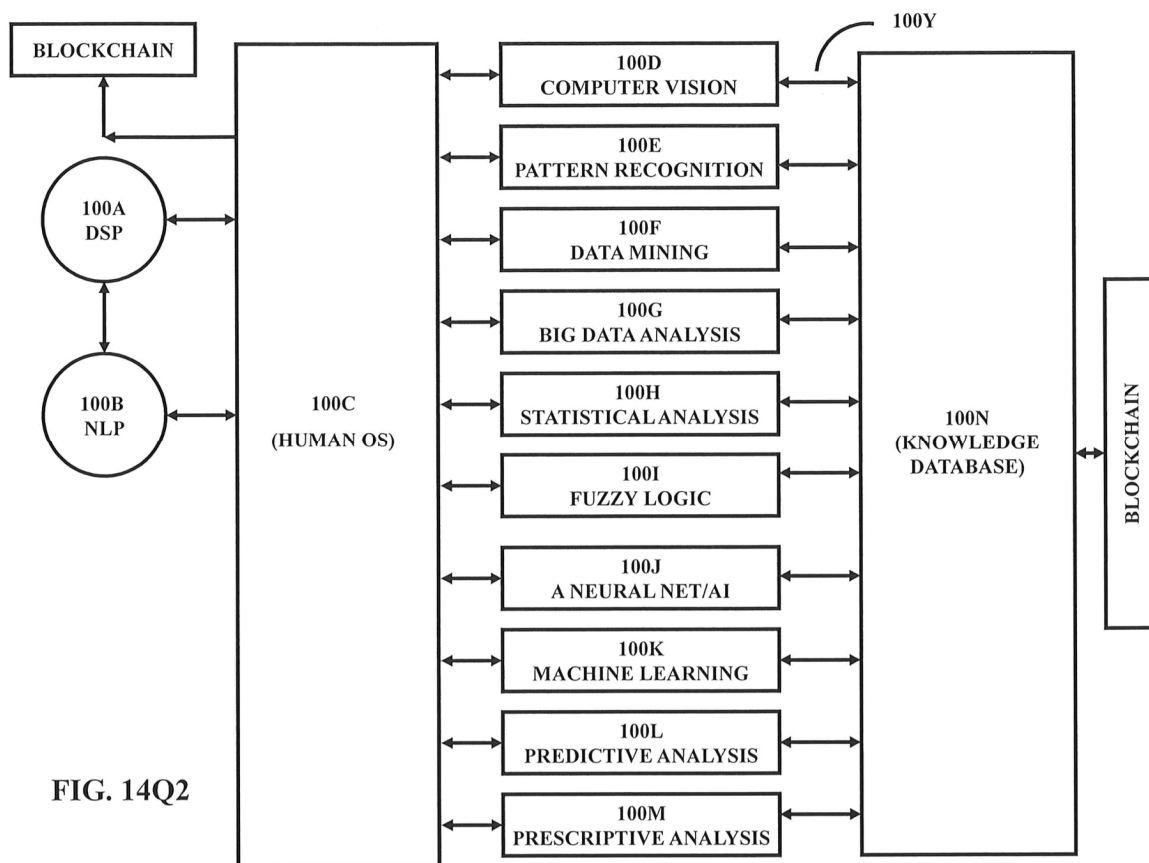 BLOCKCHAIN
100A
DSP
100B
NLP
100C
(HUMAN OS)
100D
COMPUTER VISION
100E
PATTERN RECOGNITION
100F
DATA MINING
100G
BIG DATA ANALYSIS
100H
STATISTICAL ANALYSIS
100I
FUZZY LOGIC
100J
A NEURAL NET/AI
100K
MACHINE LEARNING
100L
PREDICTIVE ANALYSIS
100M
PRESCRIPTIVE ANALYSIS
100Y
100N
(KNOWLEDGE
DATABASE)
BLOCKCHAIN
FIG. 14Q2